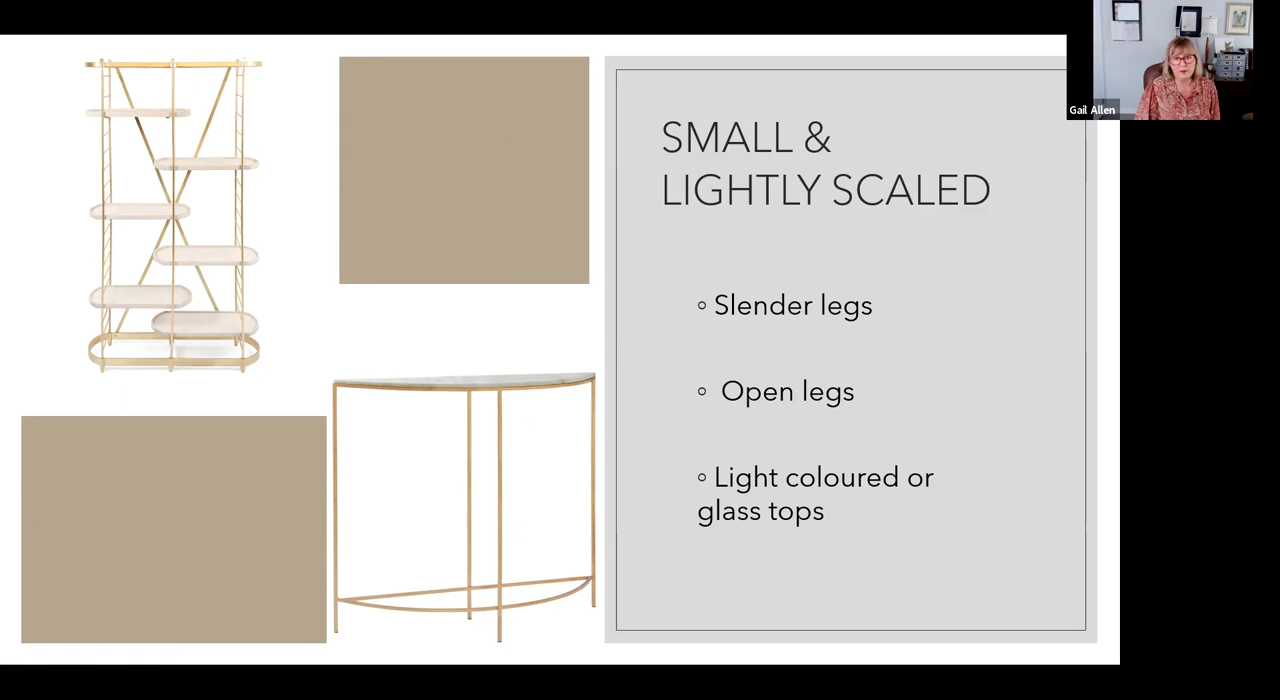 SMALL &
LIGHTLY SCALED
◦ Slender legs
◦ Open legs
◦ Light coloured or
glass tops
Gail Allen